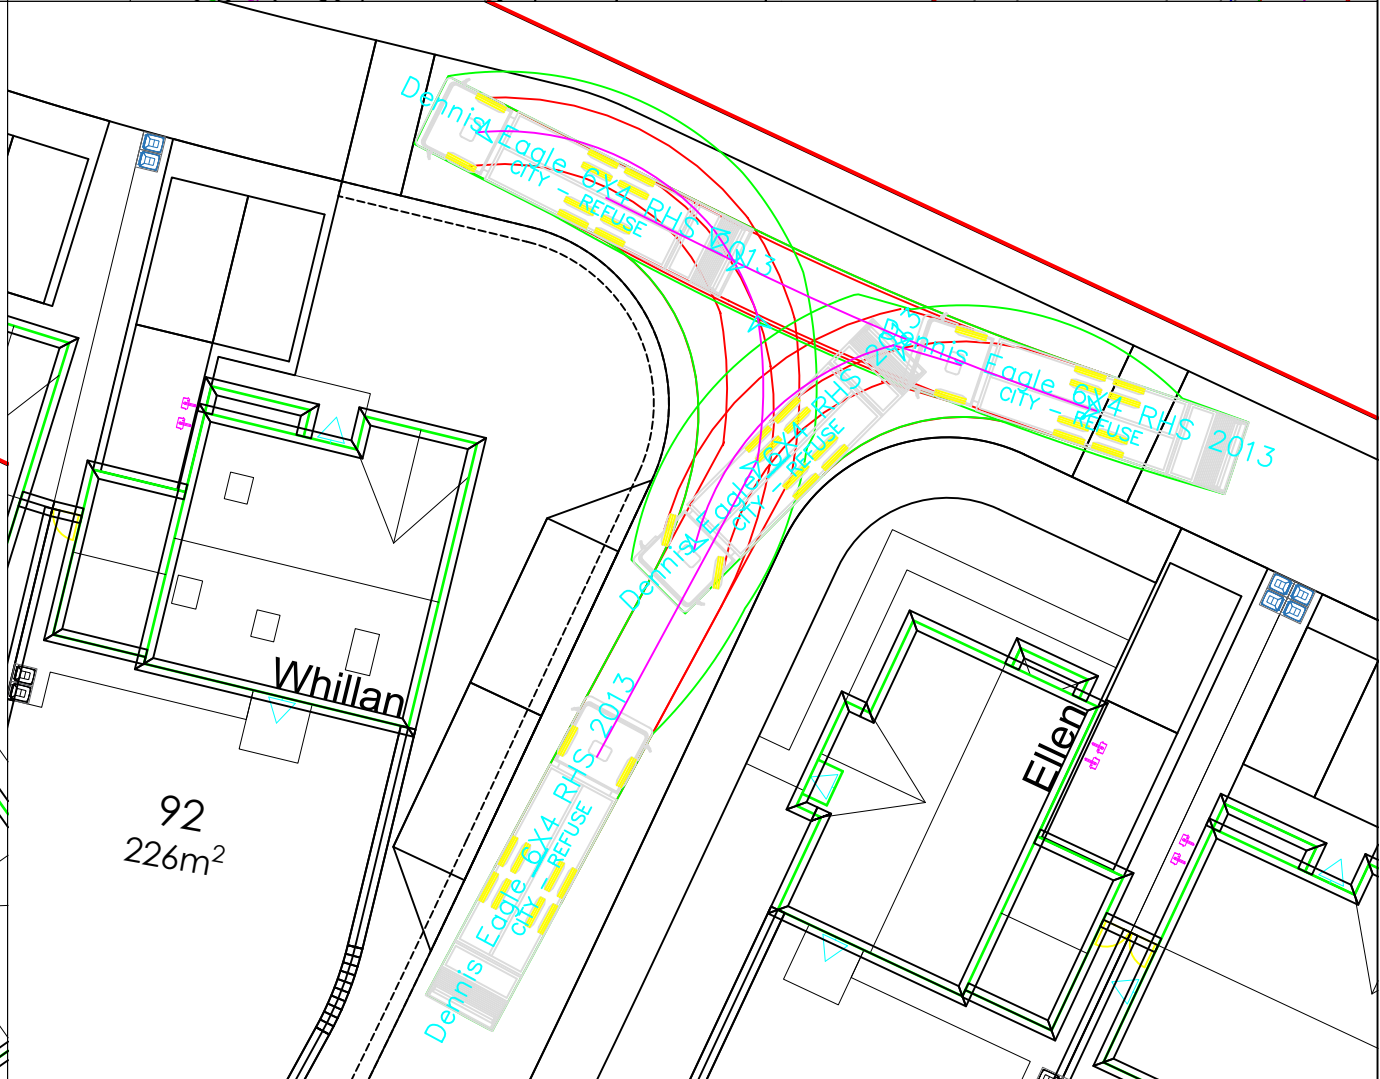 Dennis Eagle 6X4 RHS 2013
CITY - REFUSE
Dennis Eagle 6X4 RHS 2013
CITY - REFUSE
Dennis Eagle 6X4 RHS 2013
CITY - REFUSE
Whillan
Ellen
Dennis Eagle 6X4 RHS 2013
CITY - REFUSE
92
226m²